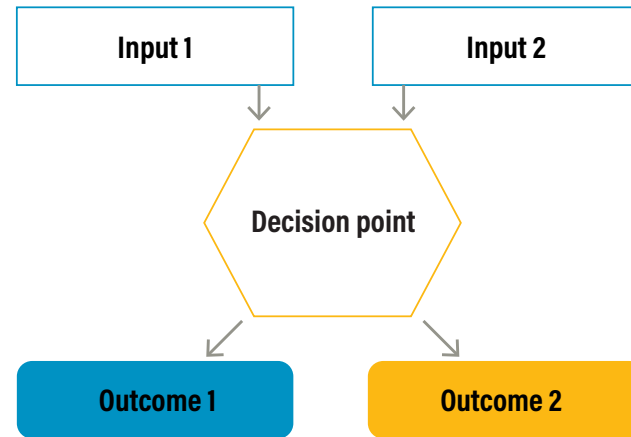 Input 1
Input 2
Decision point
Outcome 1
Outcome 2